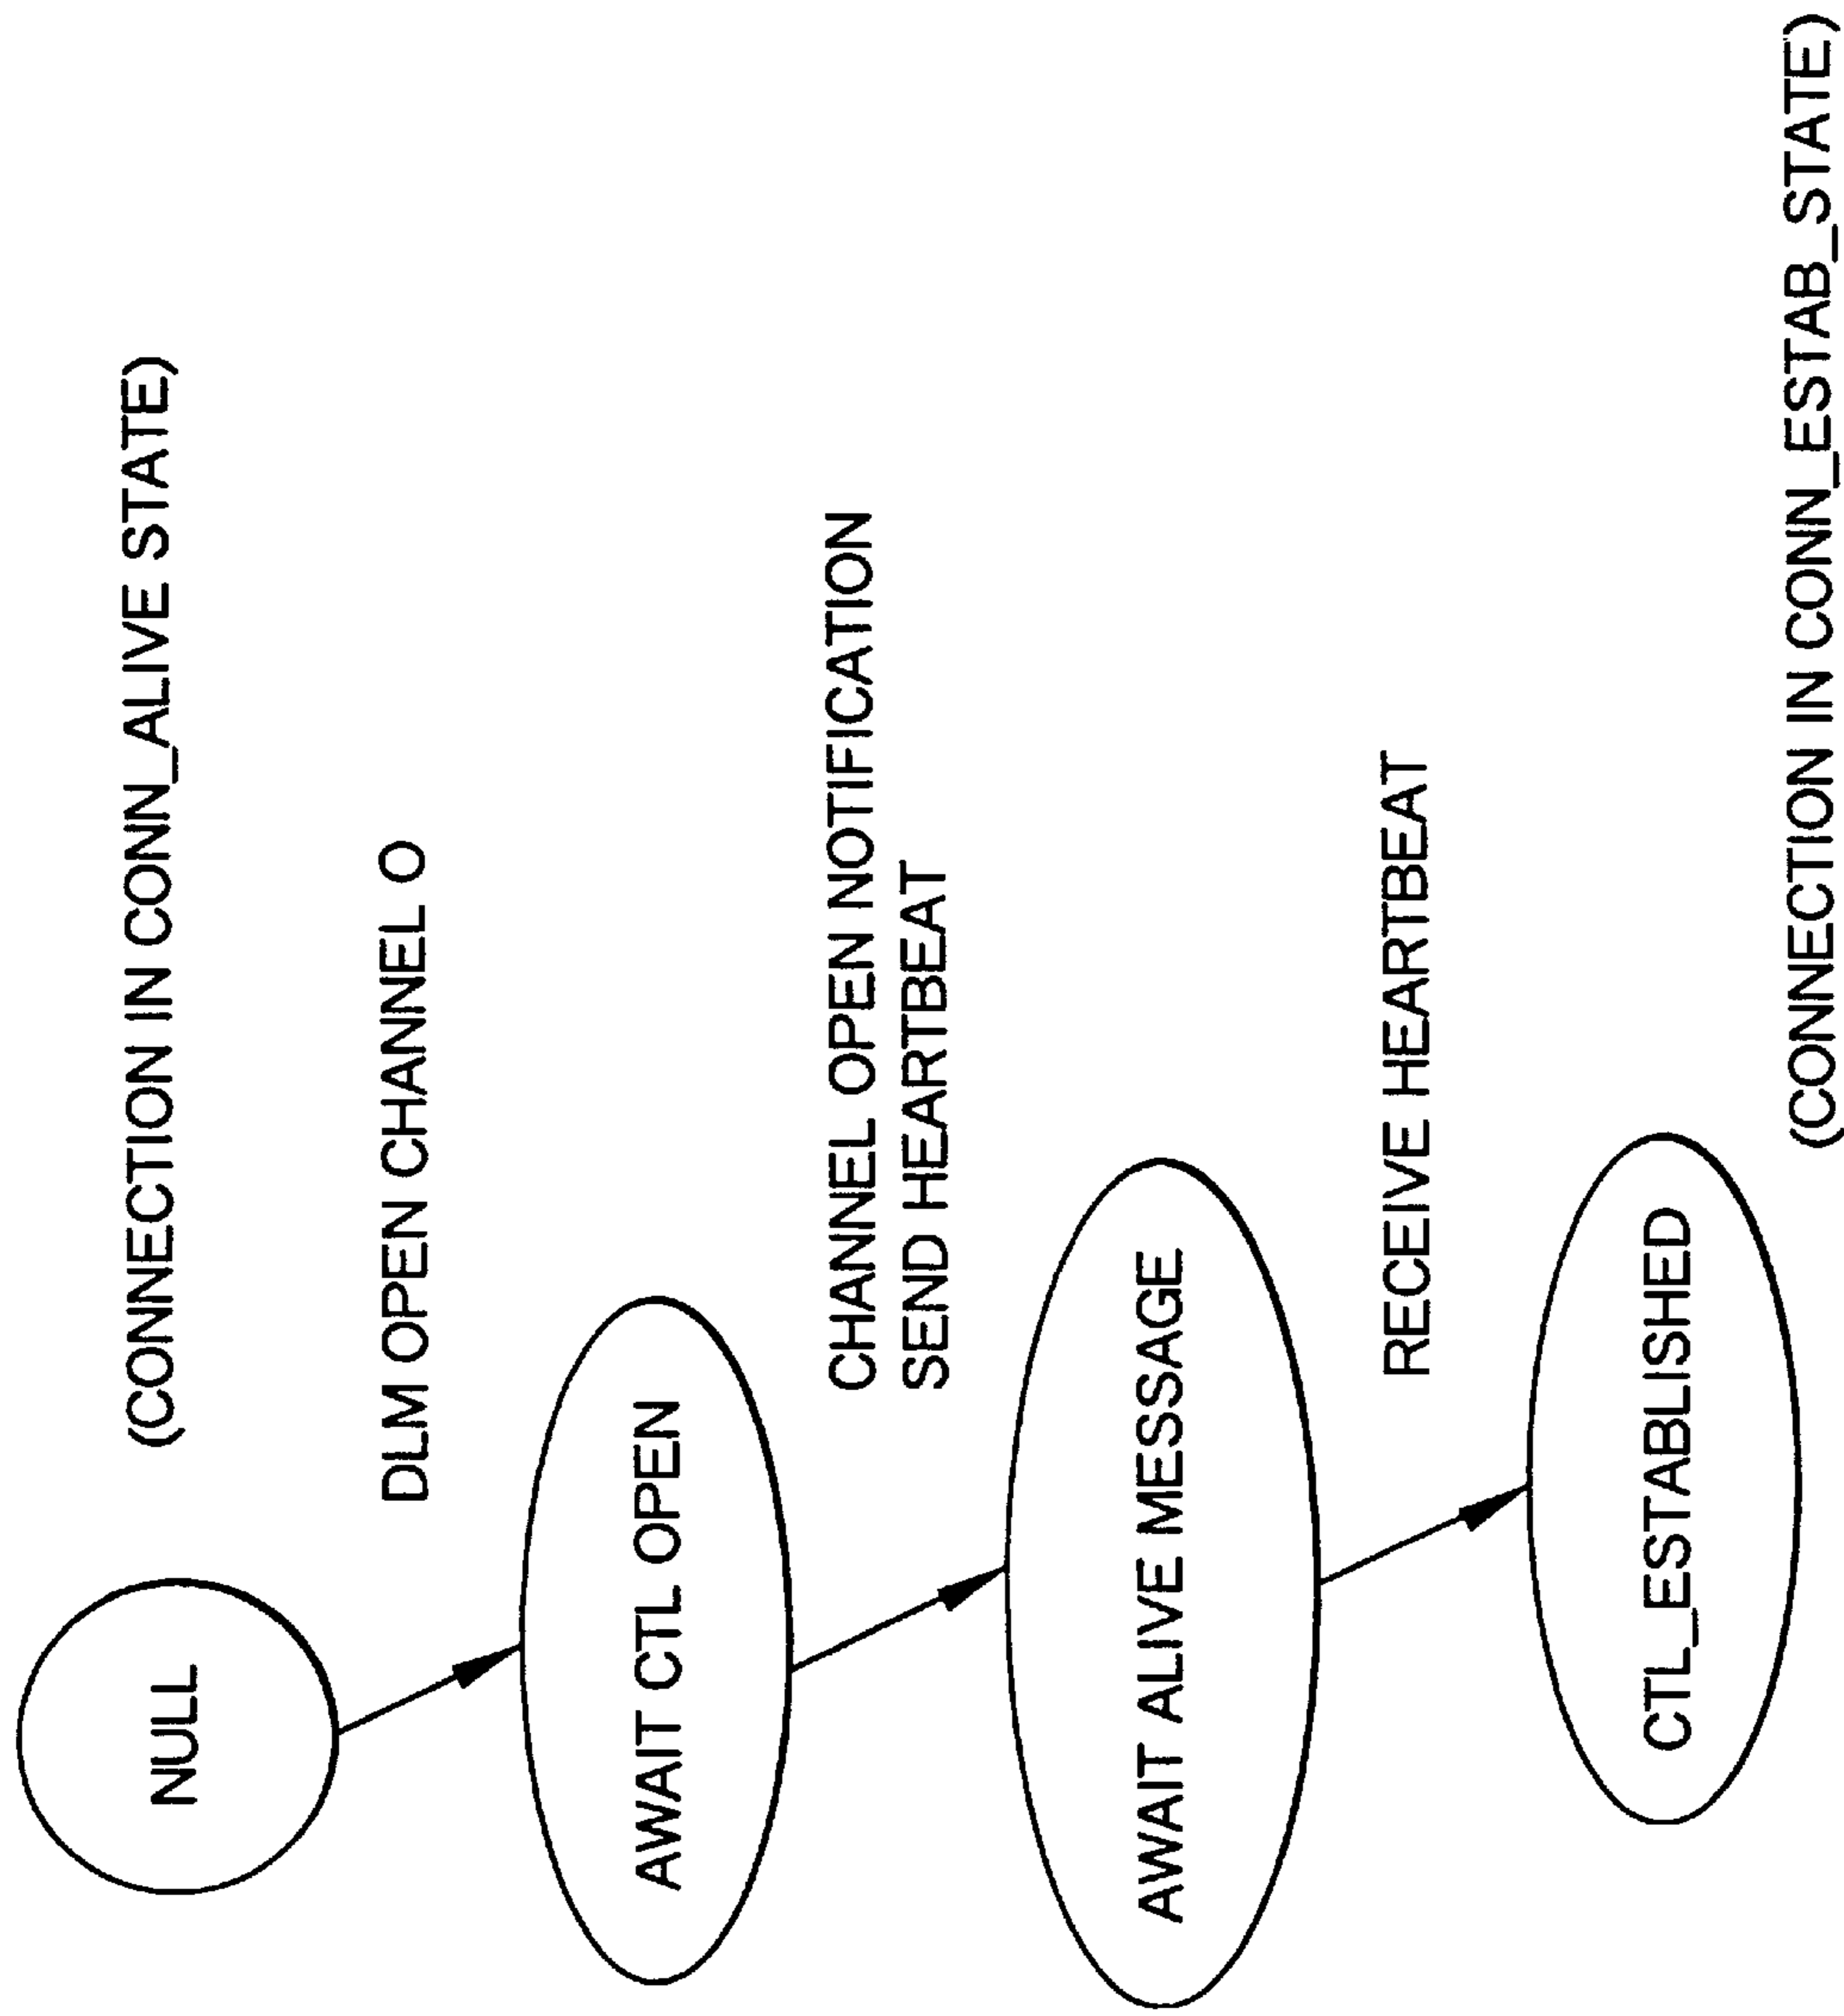 NULL
(CONNECTION IN CONN_ALIVE STATE)
DLM OPEN CHANNEL O
AWAIT CTL OPEN
CHANNEL OPEN NOTIFICATION
SEND HEARTBEAT
AWAIT ALIVE MESSAGE
RECEIVE HEARTBEAT
CTL_ESTABLISHED
(CONNECTION IN CONN_ESTAB_STATE)